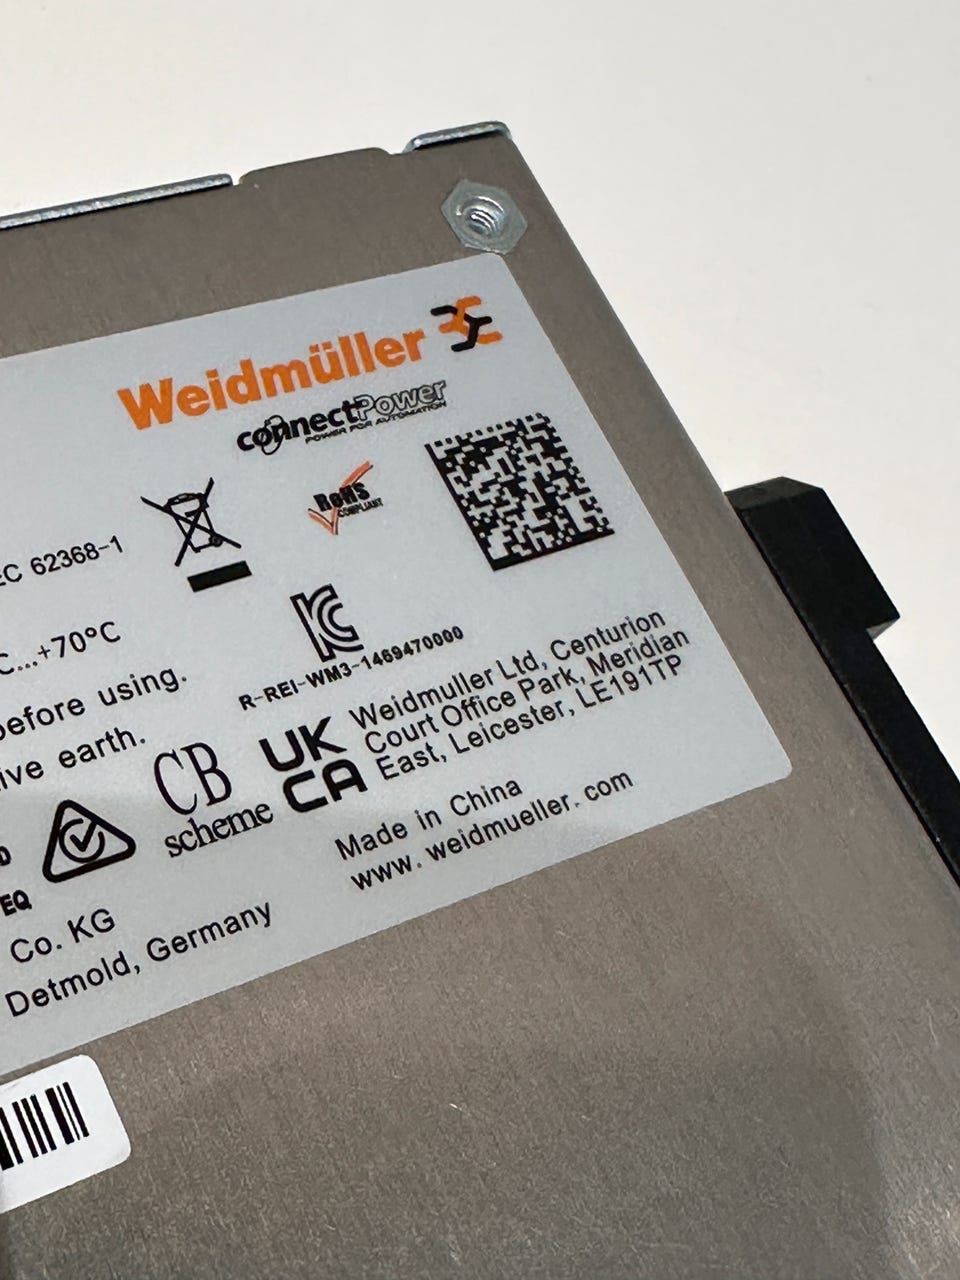 Weidmüller
connectPower
POWER FOR AUTOMATION
RoHS
COMPLIANT
EC 62368-1
C...+70°C
R-REI-WM3-1469470000
before using.
ive earth.
CB
scheme
UK
CA
Weidmuller Ltd, Centurion
Court Office Park, Meridian
East, Leicester, LE191TP
Made in China
www.weidmueller.com
EQ
Co. KG
Detmold, Germany